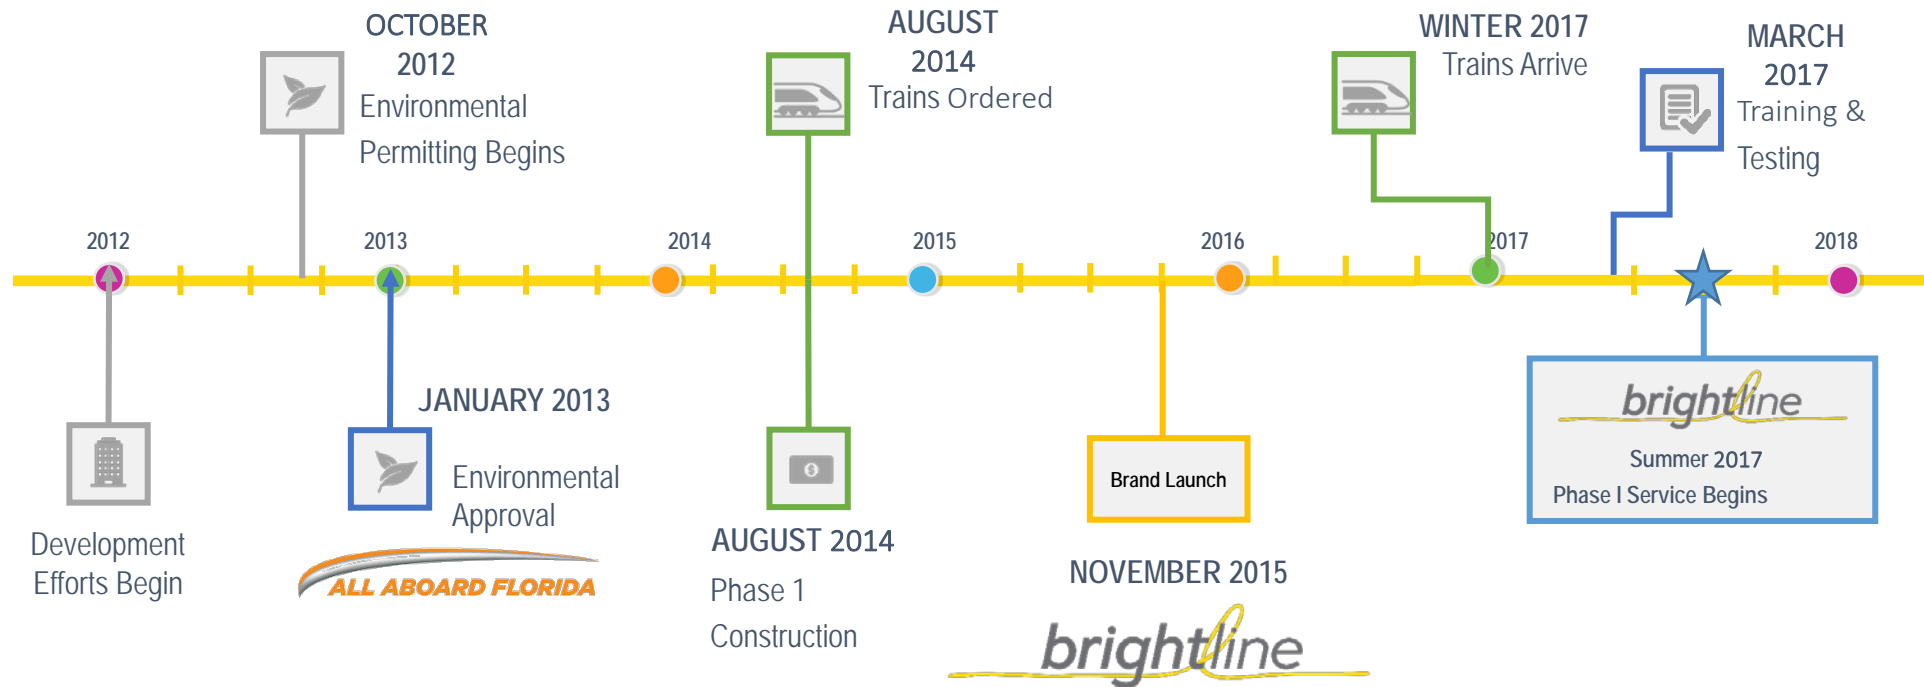 OCTOBER
2012
Environmental
Permitting Begins
AUGUST
2014
Trains Ordered
WINTER 2017
Trains Arrive
MARCH
2017
Training &
Testing
2012
2013
2014
2015
2016
2017
2018
Development
Efforts Begin
JANUARY 2013
Environmental
Approval
ALL ABOARD FLORIDA
$
AUGUST 2014
Phase 1
Construction
Brand Launch
NOVEMBER 2015
brightline
brightline
Summer 2017
Phase I Service Begins